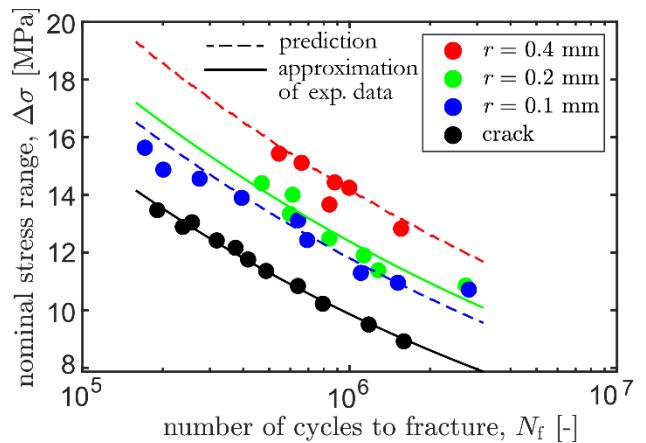 20
18
16
14
12
10
8
nominal stress range, Δσ [MPa]
prediction
approximation
of exp. data
r = 0.4 mm
r = 0.2 mm
r = 0.1 mm
crack
10⁵
10⁶
10⁷
number of cycles to fracture, N_f [-]